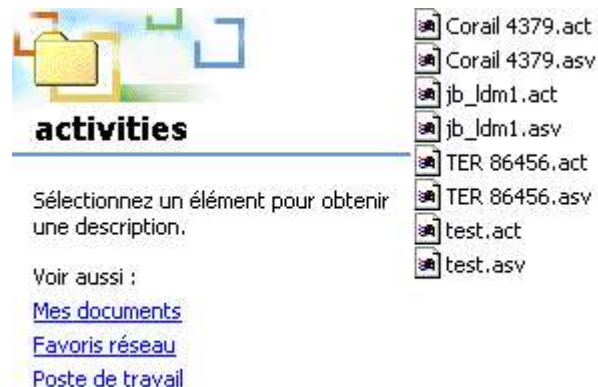 activities
Sélectionnez un élément pour obtenir
une description.
Voir aussi :
Mes documents
Favoris réseau
Poste de travail
Corail 4379.act
Corail 4379.asv
jb_ldm1.act
jb_ldm1.asv
TER 86456.act
TER 86456.asv
test.act
test.asv